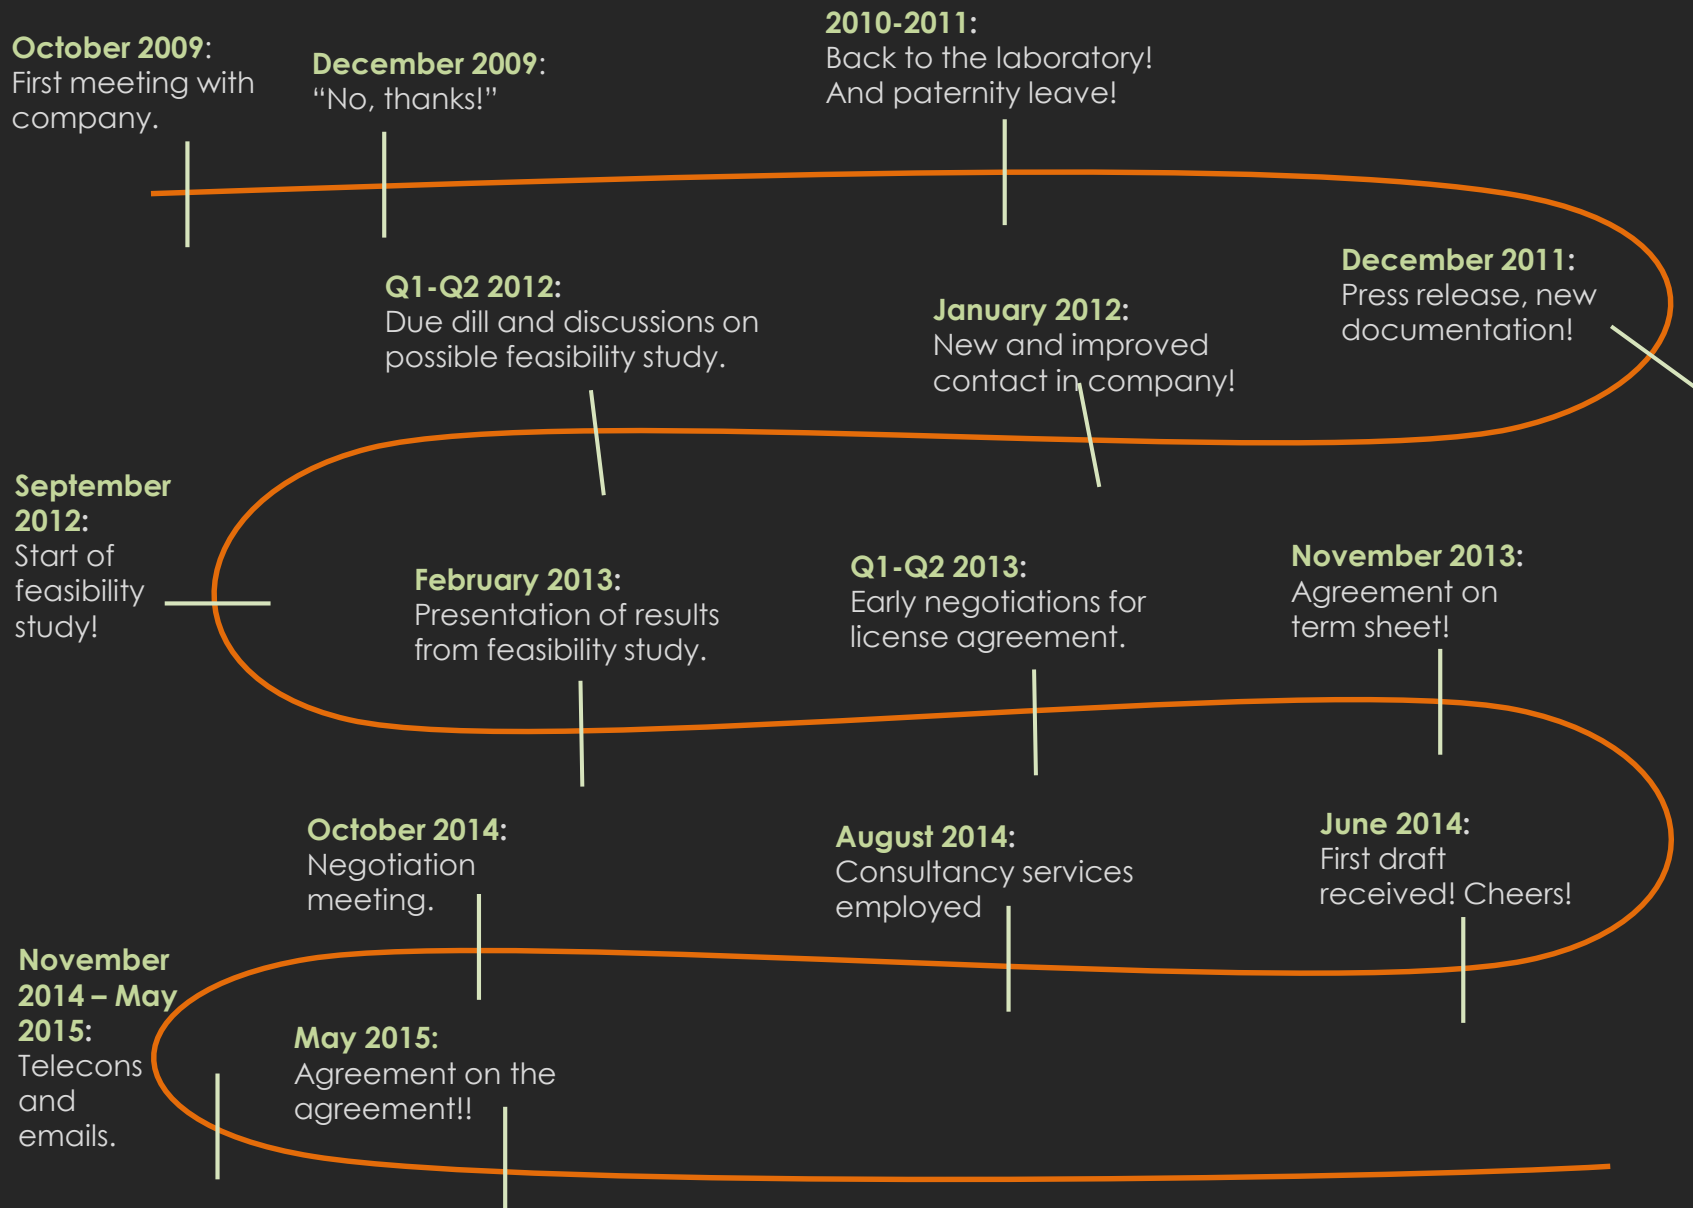 October 2009:
First meeting with
company.
December 2009:
“No, thanks!”
2010-2011:
Back to the laboratory!
And paternity leave!
December 2011:
Press release, new
documentation!
January 2012:
New and improved
contact in company!
Q1-Q2 2012:
Due dill and discussions on
possible feasibility study.
September
2012:
Start of
feasibility
study!
February 2013:
Presentation of results
from feasibility study.
Q1-Q2 2013:
Early negotiations for
license agreement.
November 2013:
Agreement on
term sheet!
June 2014:
First draft
received! Cheers!
August 2014:
Consultancy services
employed
October 2014:
Negotiation
meeting.
November
2014 – May
2015:
Telecons
and
emails.
May 2015:
Agreement on the
agreement!!